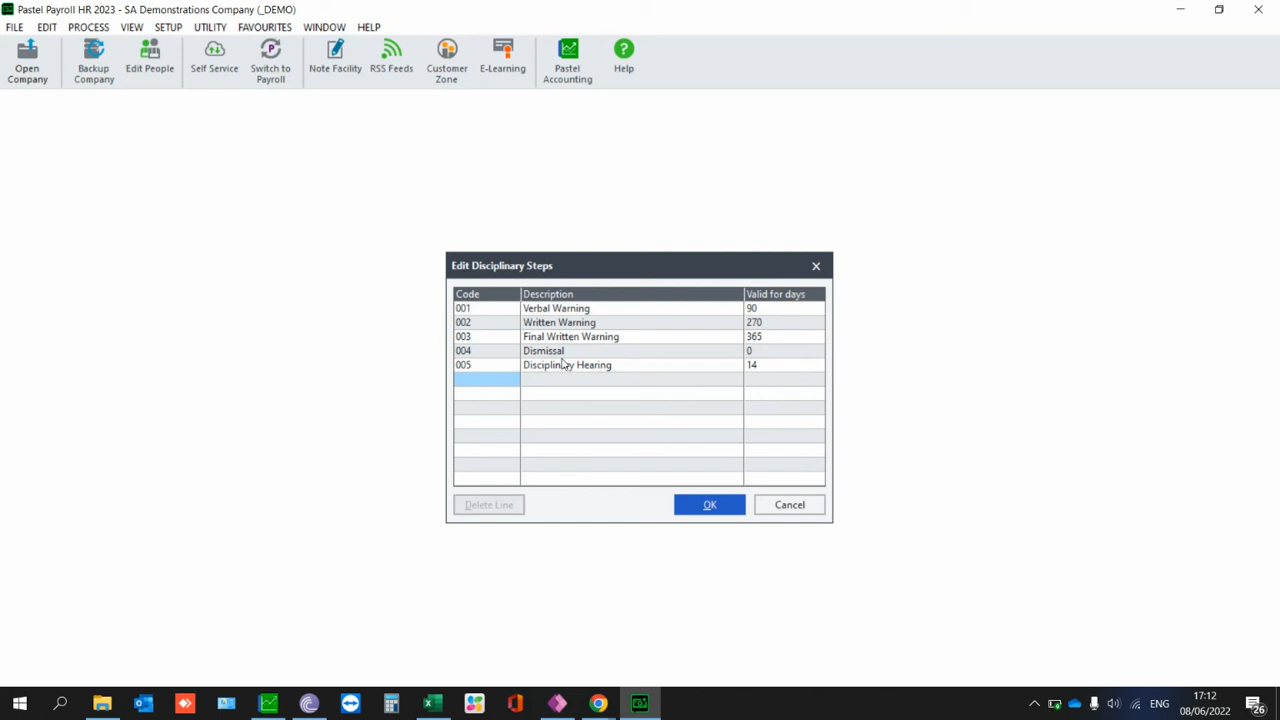 Pastel Payroll HR 2023 - SA Demonstrations Company (_DEMO)
FILE EDIT PROCESS VIEW SETUP UTILITY FAVOURITES WINDOW HELP
Open Company
Backup Company
Edit People
Self Service
Switch to Payroll
Note Facility
RSS Feeds
Customer Zone
E-Learning
Pastel Accounting
Help
Edit Disciplinary Steps
Code Description Valid for days
001 Verbal Warning 90
002 Written Warning 270
003 Final Written Warning 365
004 Dismissal 0
005 Disciplinary Hearing 14
Delete Line OK Cancel
ENG
17:12
08/06/2022
26